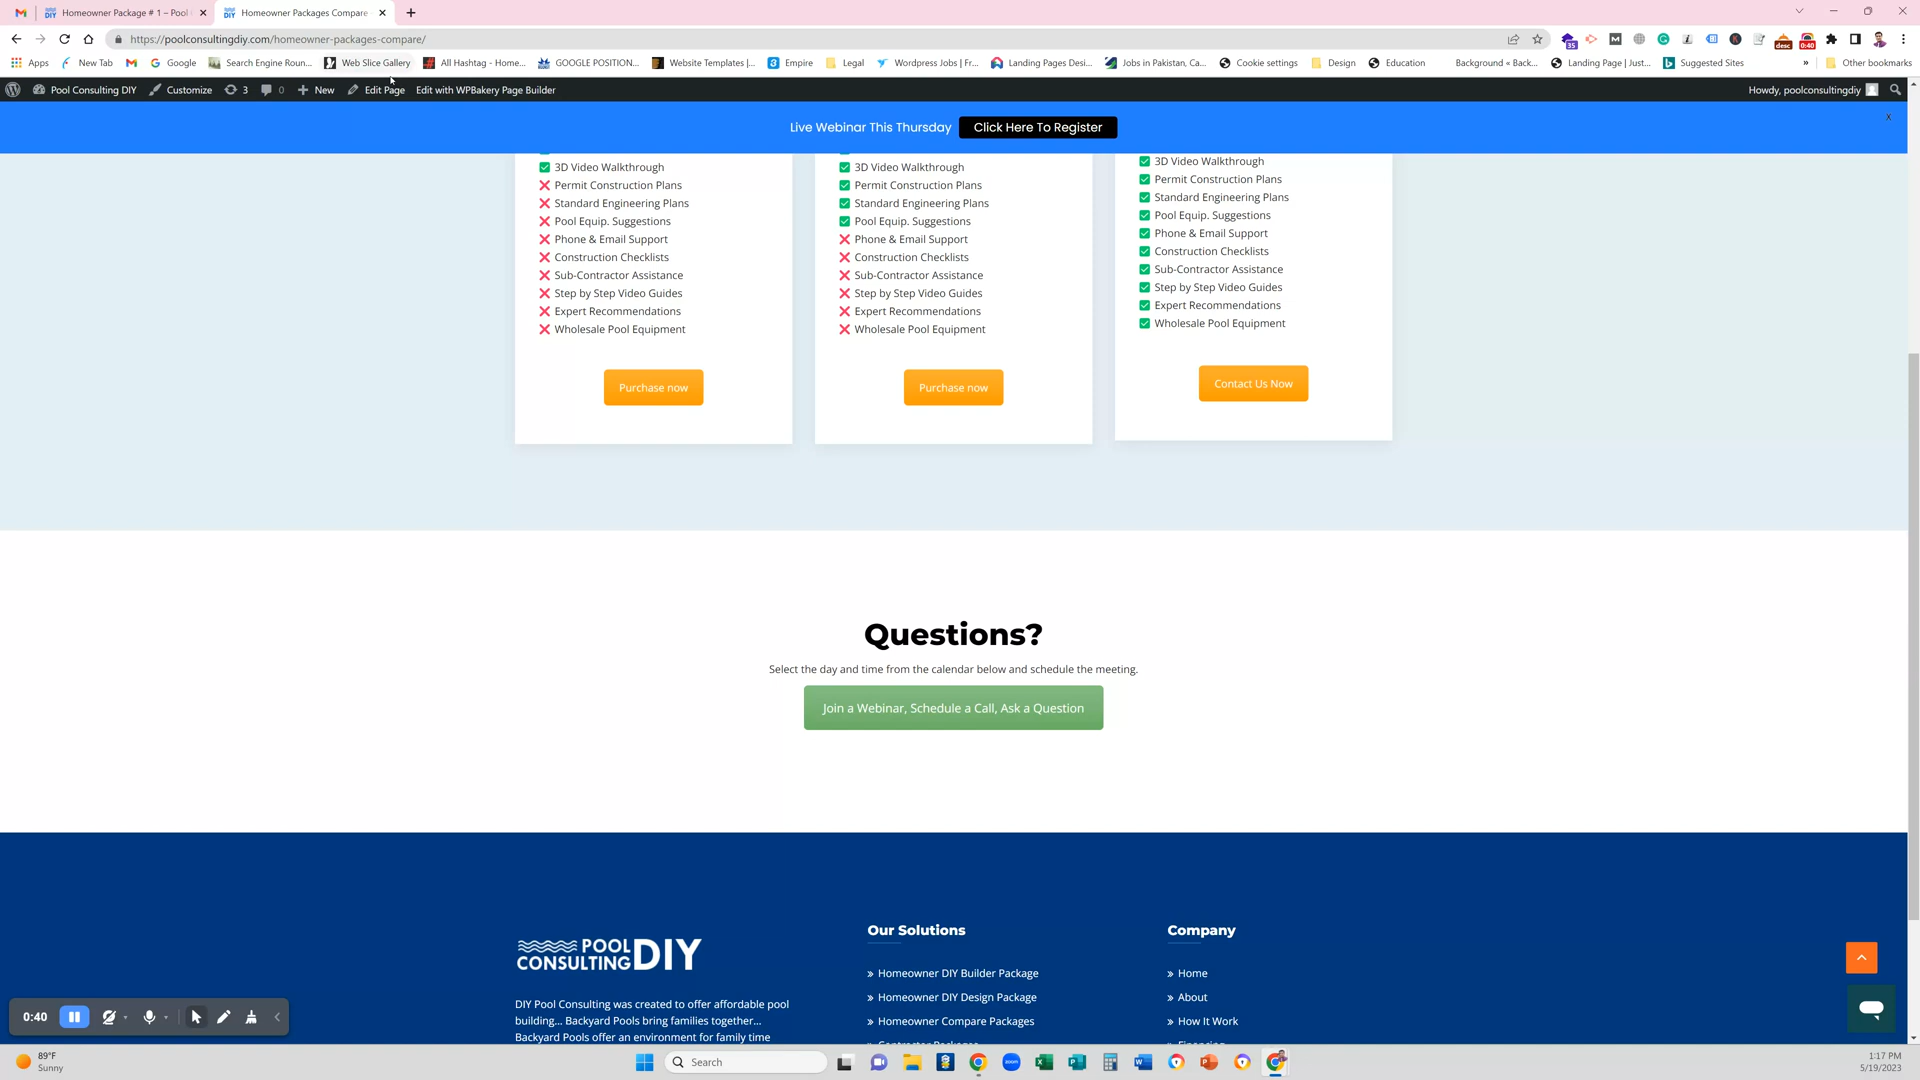 Homeowner Package # 1 – Pool
Homeowner Packages Compare
https://poolconsultingdiy.com/homeowner-packages-compare/
Apps
New Tab
Google
Search Engine Roun...
Web Slice Gallery
All Hashtag - Home...
GOOGLE POSITION...
Website Templates |...
Empire
Legal
Wordpress Jobs | Fr...
Landing Pages Desi...
Jobs in Pakistan, Ca...
Cookie settings
Design
Education
Background « Back...
Landing Page | Just...
Suggested Sites
Other bookmarks
Pool Consulting DIY
Customize
3
0
New
Edit Page
Edit with WPBakery Page Builder
Howdy, poolconsultingdiy
Live Webinar This Thursday
Click Here To Register
X
3D Video Walkthrough
Permit Construction Plans
Standard Engineering Plans
Pool Equip. Suggestions
Phone & Email Support
Construction Checklists
Sub-Contractor Assistance
Step by Step Video Guides
Expert Recommendations
Wholesale Pool Equipment
Purchase now
3D Video Walkthrough
Permit Construction Plans
Standard Engineering Plans
Pool Equip. Suggestions
Phone & Email Support
Construction Checklists
Sub-Contractor Assistance
Step by Step Video Guides
Expert Recommendations
Wholesale Pool Equipment
Purchase now
3D Video Walkthrough
Permit Construction Plans
Standard Engineering Plans
Pool Equip. Suggestions
Phone & Email Support
Construction Checklists
Sub-Contractor Assistance
Step by Step Video Guides
Expert Recommendations
Wholesale Pool Equipment
Contact Us Now
Questions?
Select the day and time from the calendar below and schedule the meeting.
Join a Webinar, Schedule a Call, Ask a Question
POOL CONSULTING DIY
DIY Pool Consulting was created to offer affordable pool
building... Backyard Pools bring families together...
Backyard Pools offer an environment for family time
Our Solutions
Homeowner DIY Builder Package
Homeowner DIY Design Package
Homeowner Compare Packages
Company
Home
About
How It Work
0:40
89°F
Sunny
Search
1:17 PM
5/19/2023